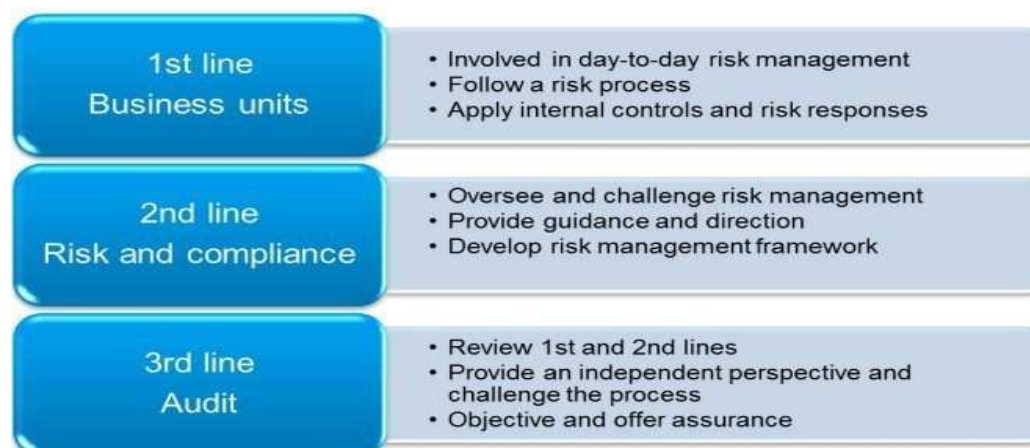 1st line
Business units
• Involved in day-to-day risk management
• Follow a risk process
• Apply internal controls and risk responses
2nd line
Risk and compliance
• Oversee and challenge risk management
• Provide guidance and direction
• Develop risk management framework
3rd line
Audit
• Review 1st and 2nd lines
• Provide an independent perspective and
challenge the process
• Objective and offer assurance